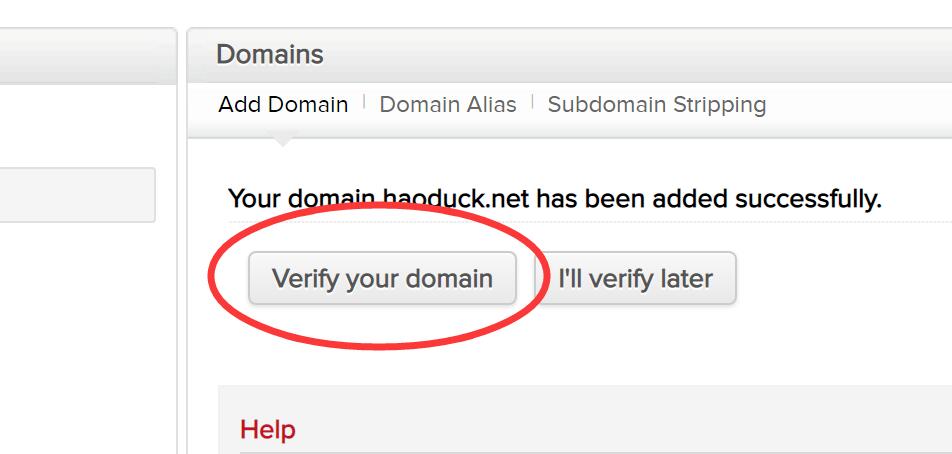 Domains
Add Domain | Domain Alias | Subdomain Stripping
Your domain haoduck.net has been added successfully.
Verify your domain I'll verify later
Help